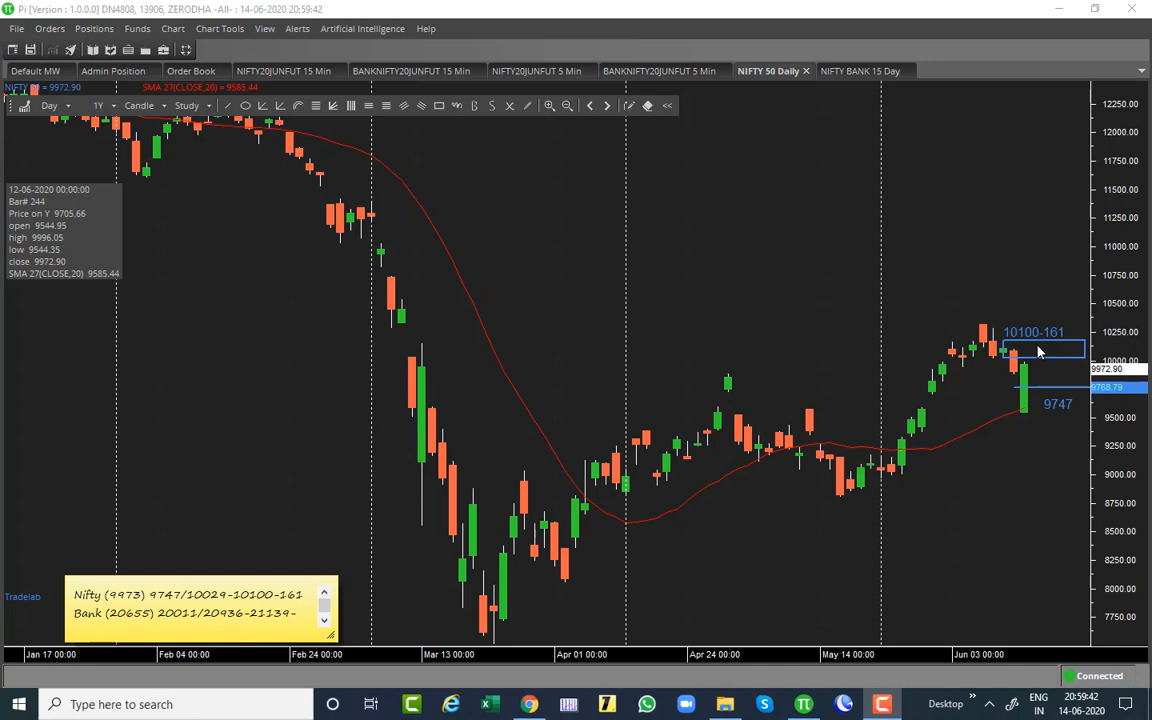 Pi [Version : 1.0.0.0] DN4808, 13906, ZERODHA -All- : 14-06-2020 20:59:42
File Orders Positions Funds Chart Chart Tools View Alerts Artificial Intelligence Help
Default MW Admin Position Order Book NIFTY20JUNFUT 15 Min BANKNIFTY20JUNFUT 15 Min NIFTY20JUNFUT 5 Min BANKNIFTY20JUNFUT 5 Min NIFTY 50 Daily NIFTY BANK 15 Day
NIFTY 50 = 9972.90 SMA 27(CLOSE,20) = 9585.44
Day 1Y Candle Study
12250.00
12000.00
11750.00
11500.00
11250.00
11000.00
10750.00
10500.00
10250.00
10000.00
9972.90
9768.79
9500.00
9250.00
9000.00
8750.00
8500.00
8250.00
8000.00
7750.00
12-06-2020 00:00:00
Bar# 244
Price on Y 9705.66
open 9544.95
high 9996.05
low 9544.35
close 9972.90
SMA 27(CLOSE,20) 9585.44
10100-161
9747
Tradelab
Nifty (9973) 9747/10029-10100-161
Bank (20655) 20011/20936-21139-
Jan 17 00:00 Feb 04 00:00 Feb 24 00:00 Mar 13 00:00 Apr 01 00:00 Apr 24 00:00 May 14 00:00 Jun 03 00:00
Connected
Type here to search
Desktop
ENG
IN
20:59:42
14-06-2020